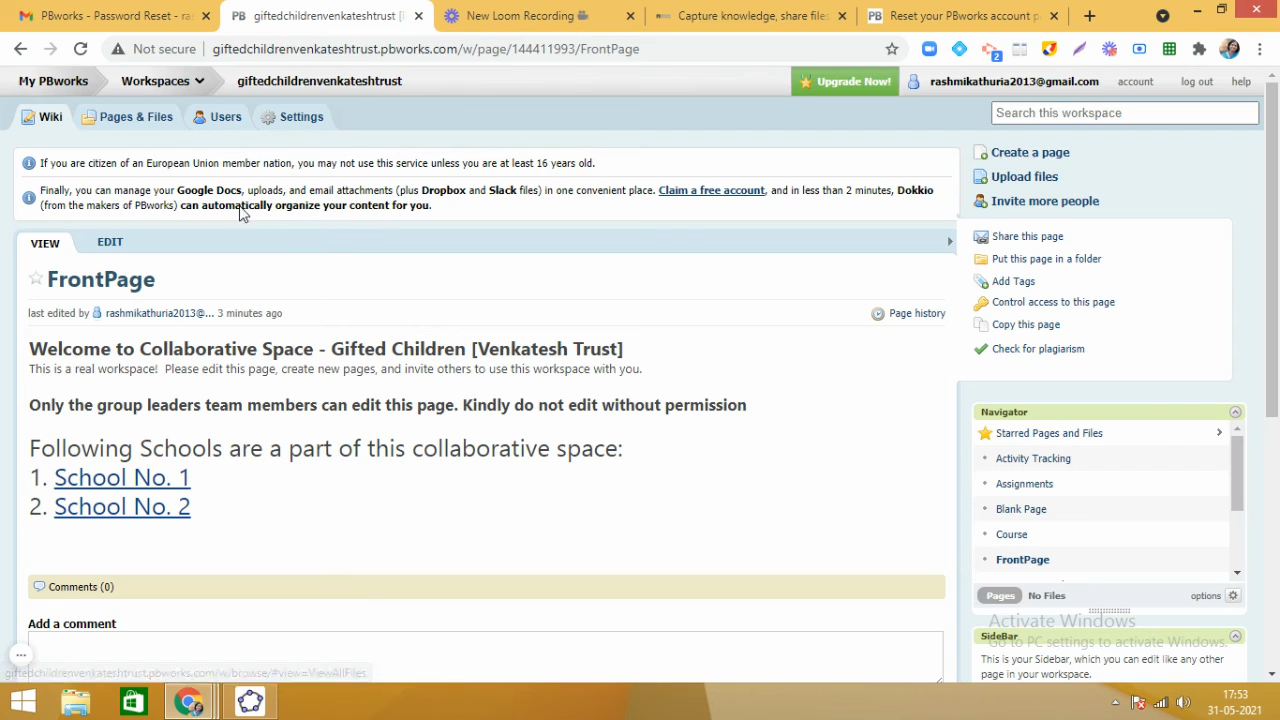 PBworks - Password Reset - ras
giftedchildrenvenkateshtrust [
New Loom Recording
Capture knowledge, share files
Reset your PBworks account p
Not secure
giftedchildrenvenkateshtrust.pbworks.com/w/page/144411993/FrontPage
2
My PBworks
Workspaces
giftedchildrenvenkateshtrust
Upgrade Now!
rashmikathuria2013@gmail.com
account
log out
help
Wiki
Pages & Files
Users
Settings
Search this workspace
If you are citizen of an European Union member nation, you may not use this service unless you are at least 16 years old.
Finally, you can manage your Google Docs, uploads, and email attachments (plus Dropbox and Slack files) in one convenient place. Claim a free account, and in less than 2 minutes, Dokkio
(from the makers of PBworks) can automatically organize your content for you.
Create a page
Upload files
Invite more people
VIEW
EDIT
Share this page
Put this page in a folder
Add Tags
Control access to this page
Copy this page
Check for plagiarism
FrontPage
last edited by rashmikathuria2013@... 3 minutes ago
Page history
Welcome to Collaborative Space - Gifted Children [Venkatesh Trust]
This is a real workspace! Please edit this page, create new pages, and invite others to use this workspace with you.
Only the group leaders team members can edit this page. Kindly do not edit without permission
Following Schools are a part of this collaborative space:
1. School No. 1
2. School No. 2
Navigator
Starred Pages and Files
Activity Tracking
Assignments
Blank Page
Course
FrontPage
Pages
No Files
options
Comments (0)
Add a comment
Activate Windows
Go to PC settings to activate Windows.
SideBar
This is your Sidebar, which you can edit like any other
page in your workspace.
giftedchildrenvenkateshtrust.pbworks.com/w/browse/#view=ViewAllFiles
17:53
31-05-2021